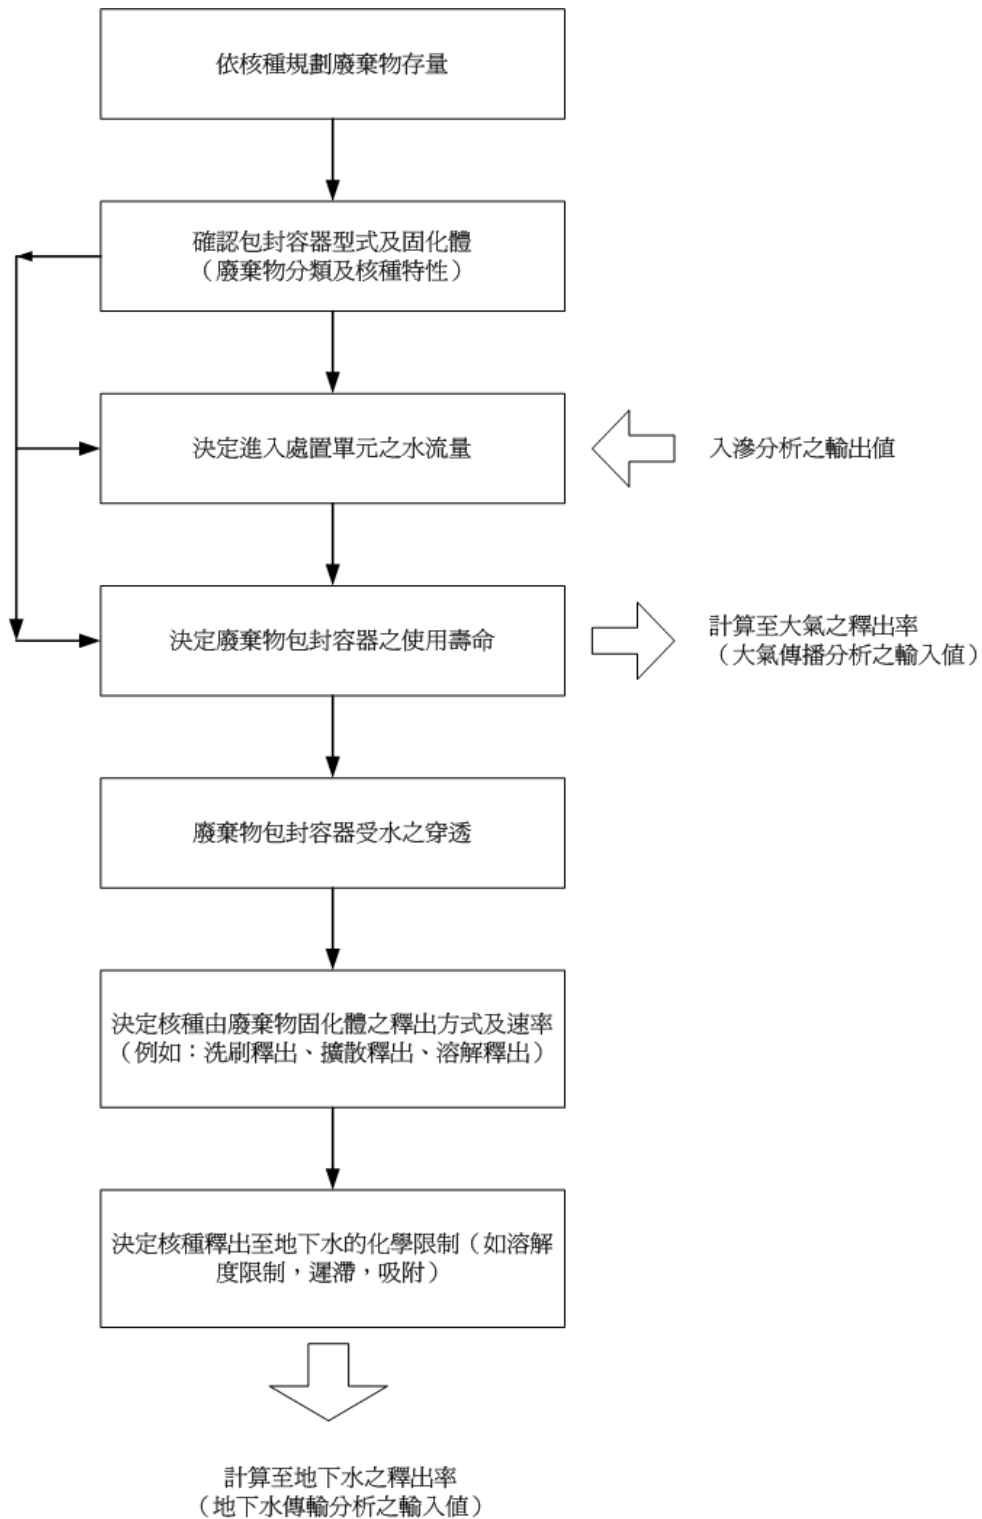 依核種規劃廢棄物存量
確認包封容器型式及固化體
（廢棄物分類及核種特性）
決定進入處置單元之水流量
入滲分析之輸出值
決定廢棄物包封容器之使用壽命
計算至大氣之釋出率
（大氣傳播分析之輸入值）
廢棄物包封容器受水之穿透
決定核種由廢棄物固化體之釋出方式及速率
（例如：洗刷釋出、擴散釋出、溶解釋出）
決定核種釋出至地下水的化學限制（如溶解
度限制，遲滯，吸附）
計算至地下水之釋出率
（地下水傳輸分析之輸入值）